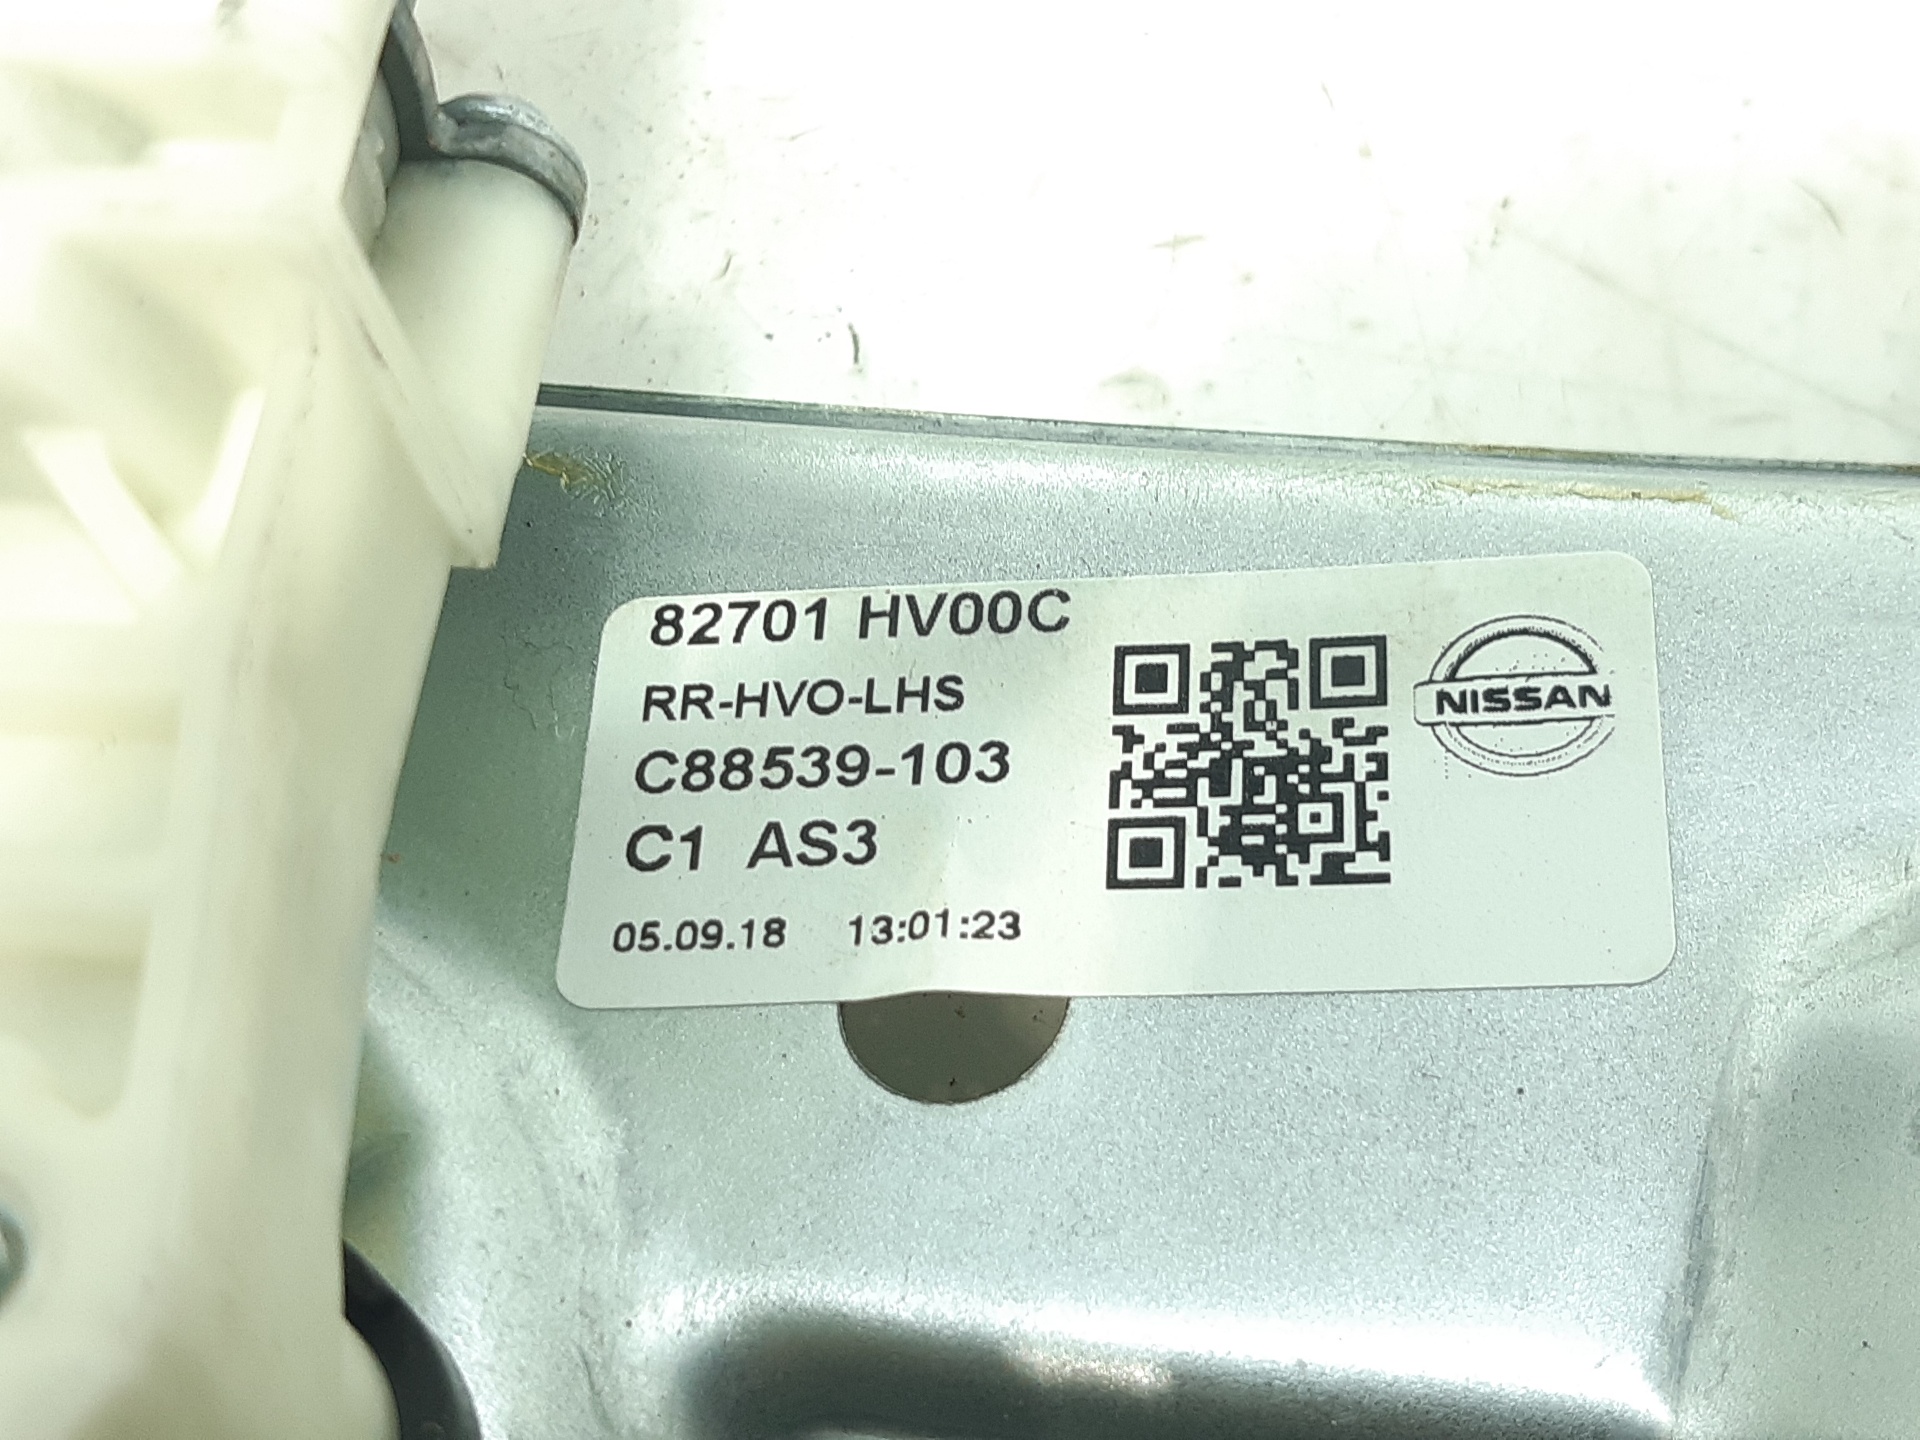 82701 HV00C
RR-HVO-LHS
C88539-103
C1 AS3
05.09.18 13:01:23
NISSAN